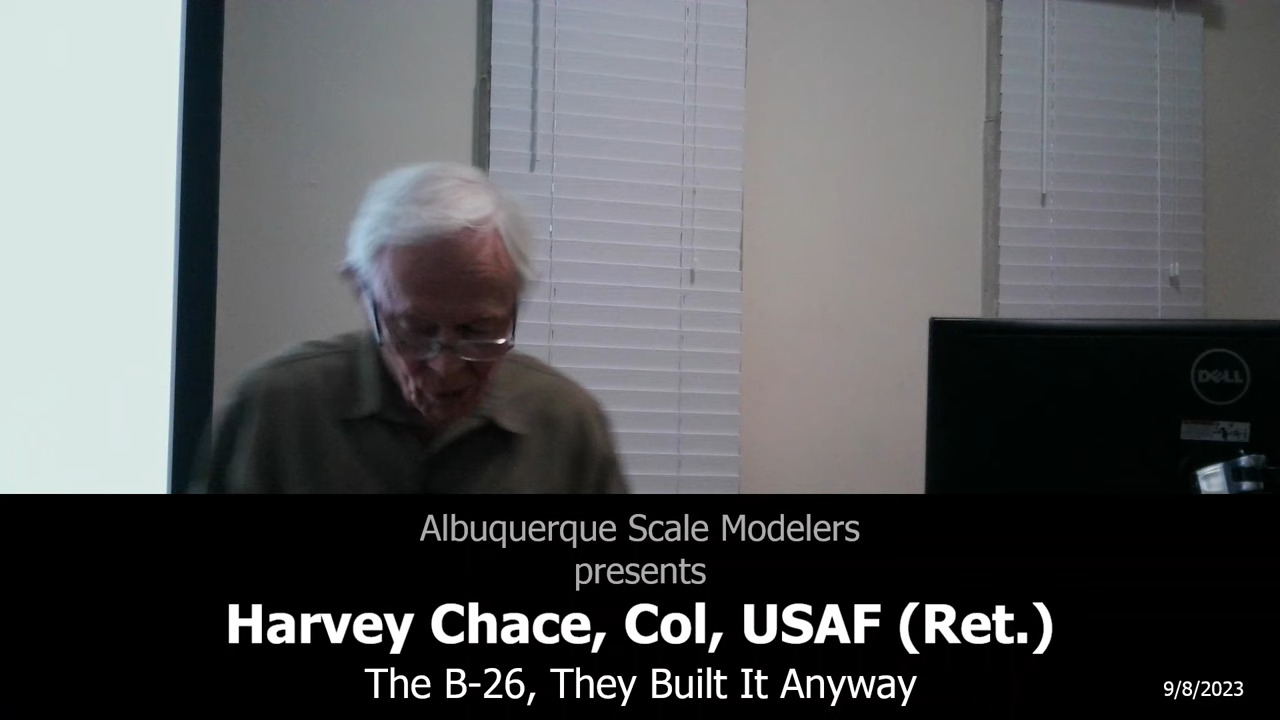 DELL
Albuquerque Scale Modelers
presents
Harvey Chace, Col, USAF (Ret.)
The B-26, They Built It Anyway
9/8/2023